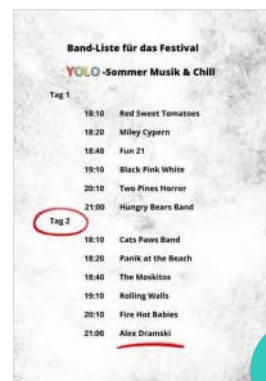 Band-Liste für das Festival
YOLO-Sommer Musik & Chill
Tag 1
18:10 Red Sweet Tomatoes
18:20 Miley Cypern
18:40 Fun 21
19:10 Black Pink White
20:10 Two Pines Horror
21:00 Hungry Bears Band
Tag 2
18:10 Cats Paws Band
18:20 Panik at the Beach
18:40 The Moskitos
19:10 Rolling Walls
20:10 Fire Hot Babies
21:00 Alex Dramski